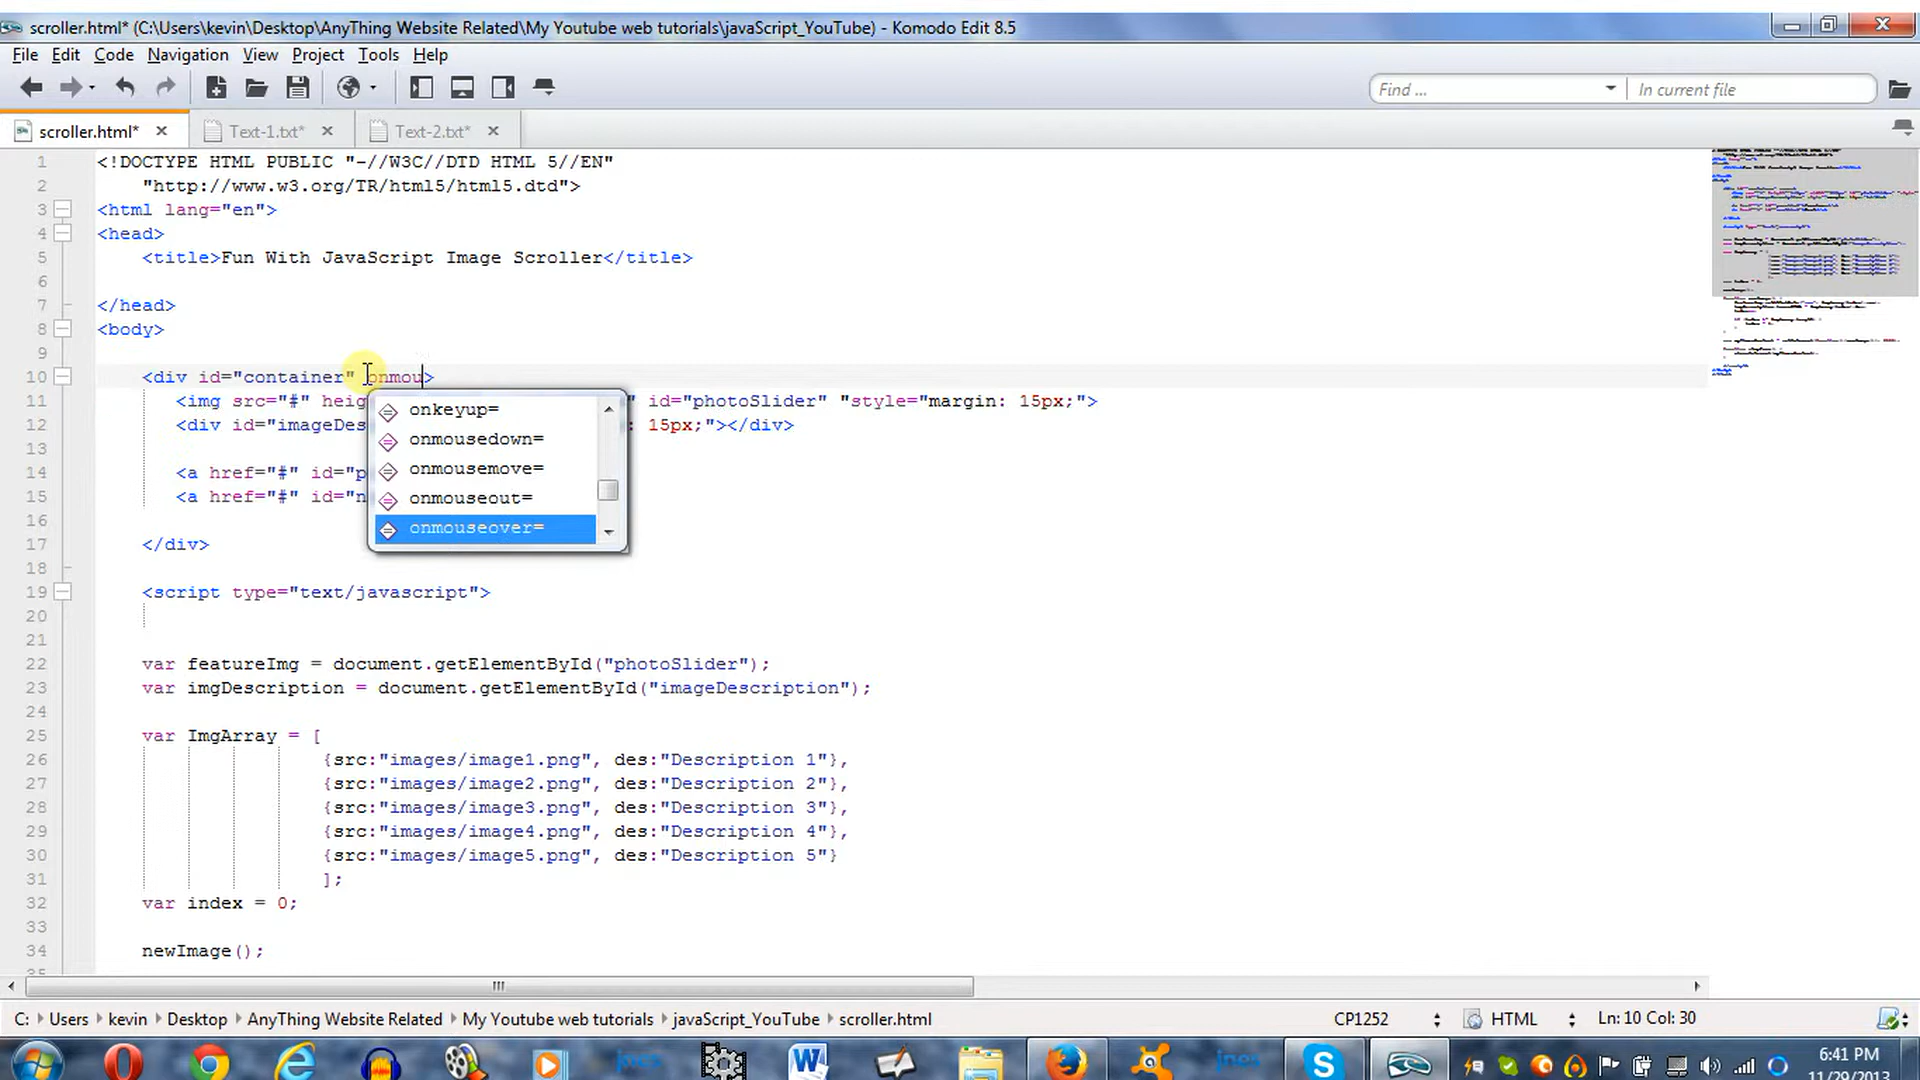 scroller.html* (C:\Users\kevin\Desktop\AnyThing Website Related\My Youtube web tutorials\javaScript_YouTube) - Komodo Edit 8.5
File Edit Code Navigation View Project Tools Help
Find ... In current file
scroller.html* Text-1.txt* Text-2.txt*
1 <!DOCTYPE HTML PUBLIC "-//W3C//DTD HTML 5//EN"
2 "http://www.w3.org/TR/html5/html5.dtd">
3 <html lang="en">
4 <head>
5 <title>Fun With JavaScript Image Scroller</title>
6
7 </head>
8 <body>
9
10 <div id="container" onmou>
11 <img src="#" heig " id="photoSlider" "style="margin: 15px;">
12 <div id="imageDes : 15px;"></div>
onkeyup=
onmousedown=
onmousemove=
onmouseout=
onmouseover=
14 <a href="#" id="p
15 <a href="#" id="n
16
17 </div>
18
19 <script type="text/javascript">
20
21
22 var featureImg = document.getElementById("photoSlider");
23 var imgDescription = document.getElementById("imageDescription");
24
25 var ImgArray = [
26 {src:"images/image1.png", des:"Description 1"},
27 {src:"images/image2.png", des:"Description 2"},
28 {src:"images/image3.png", des:"Description 3"},
29 {src:"images/image4.png", des:"Description 4"},
30 {src:"images/image5.png", des:"Description 5"}
31 ];
32 var index = 0;
33
34 newImage();
C: Users kevin Desktop AnyThing Website Related My Youtube web tutorials javaScript_YouTube scroller.html CP1252 HTML Ln: 10 Col: 30
6:41 PM
11/29/2013